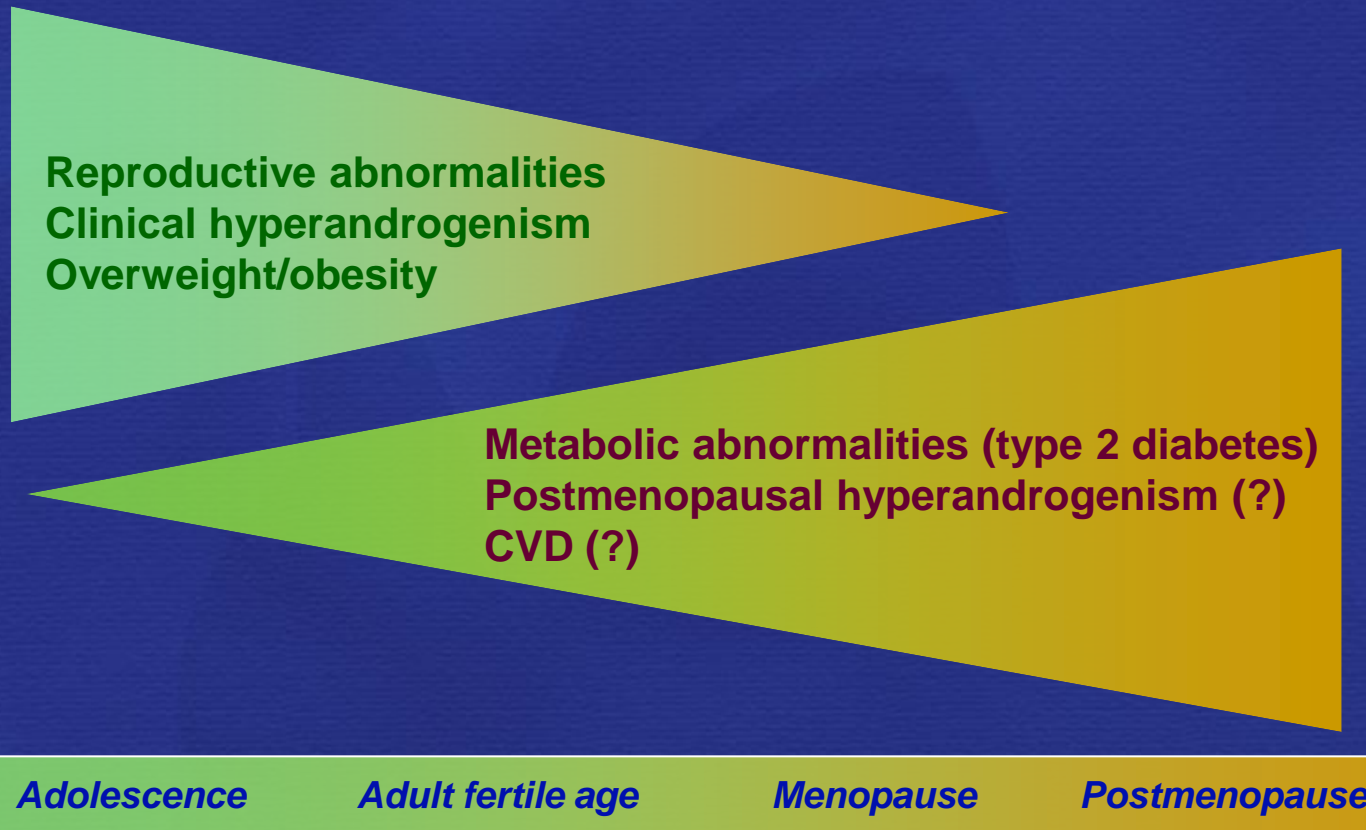 Reproductive abnormalities
Clinical hyperandrogenism
Overweight/obesity
Metabolic abnormalities (type 2 diabetes)
Postmenopausal hyperandrogenism (?)
CVD (?)
Adolescence Adult fertile age Menopause Postmenopause